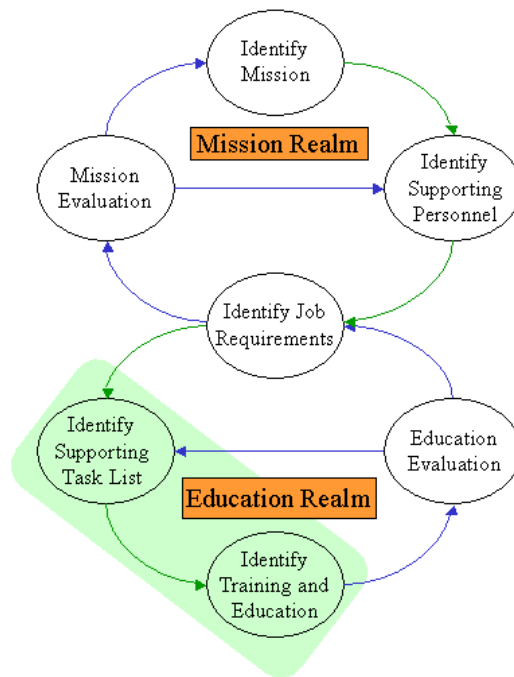 Identify
Mission
Mission Realm
Mission
Evaluation
Identify
Supporting
Personnel
Identify Job
Requirements
Identify
Supporting
Task List
Education
Evaluation
Education Realm
Identify
Training and
Education